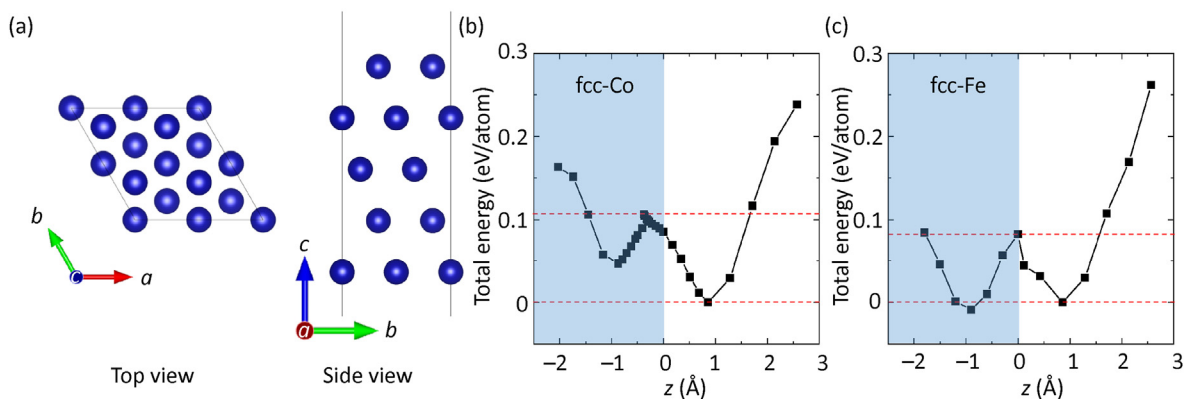 (a)
b
c
a
Top view
c
a
b
Side view
(b)
Total energy (eV/atom)
0.3
0.2
0.1
0
fcc-Co
–2
–1
0
1
2
3
z (Å)
(c)
Total energy (eV/atom)
0.3
0.2
0.1
0
fcc-Fe
–2
–1
0
1
2
3
z (Å)